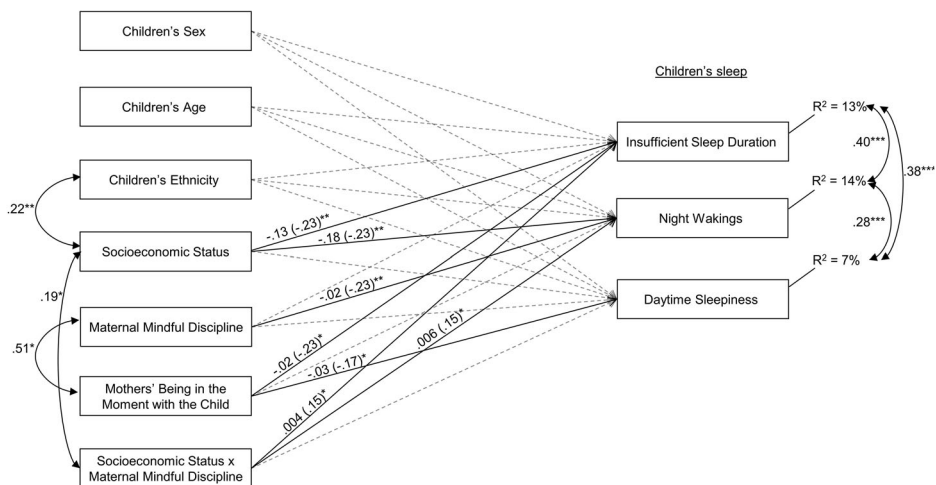 Children's Sex
Children's sleep
Children's Age
R² = 13%
Insufficient Sleep Duration
.40***
Children's Ethnicity
.38***
R² = 14%
.22**
-.13 (-.23)**
Night Wakings
-.18 (-.23)**
.28***
Socioeconomic Status
R² = 7%
.19*
-.02 (-.23)**
Daytime Sleepiness
Maternal Mindful Discipline
.006 (.15)*
.51*
-.02 (-.23)*
-.03 (-.17)*
Mothers' Being in the
Moment with the Child
.004 (.15)*
Socioeconomic Status x
Maternal Mindful Discipline